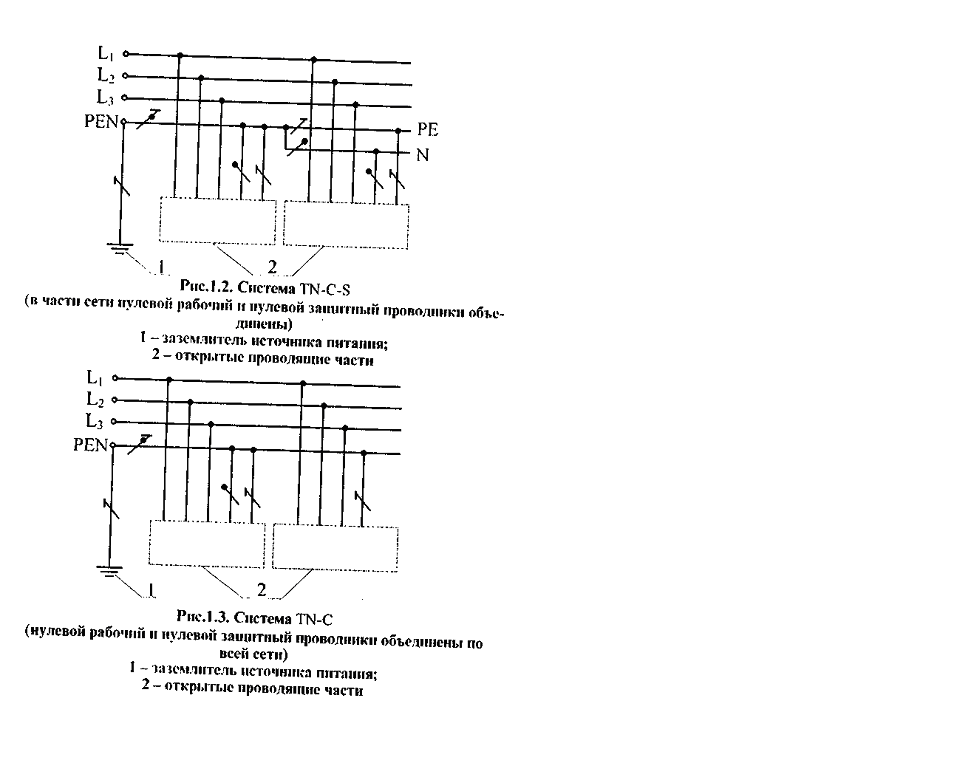 L₁
L₂
L₃
PEN
PE
N
1 2
Рис.1.2. Система TN-C-S
(в части сети нулевой рабочий и нулевой защитный проводники объе-
динены)
1 – заземлитель источника питания;
2 – открытые проводящие части
L₁
L₂
L₃
PEN
1 2
Рис.1.3. Система TN-C
(нулевой рабочий и нулевой защитный проводники объединены по
всей сети)
1 – заземлитель источника питания;
2 – открытые проводящие части